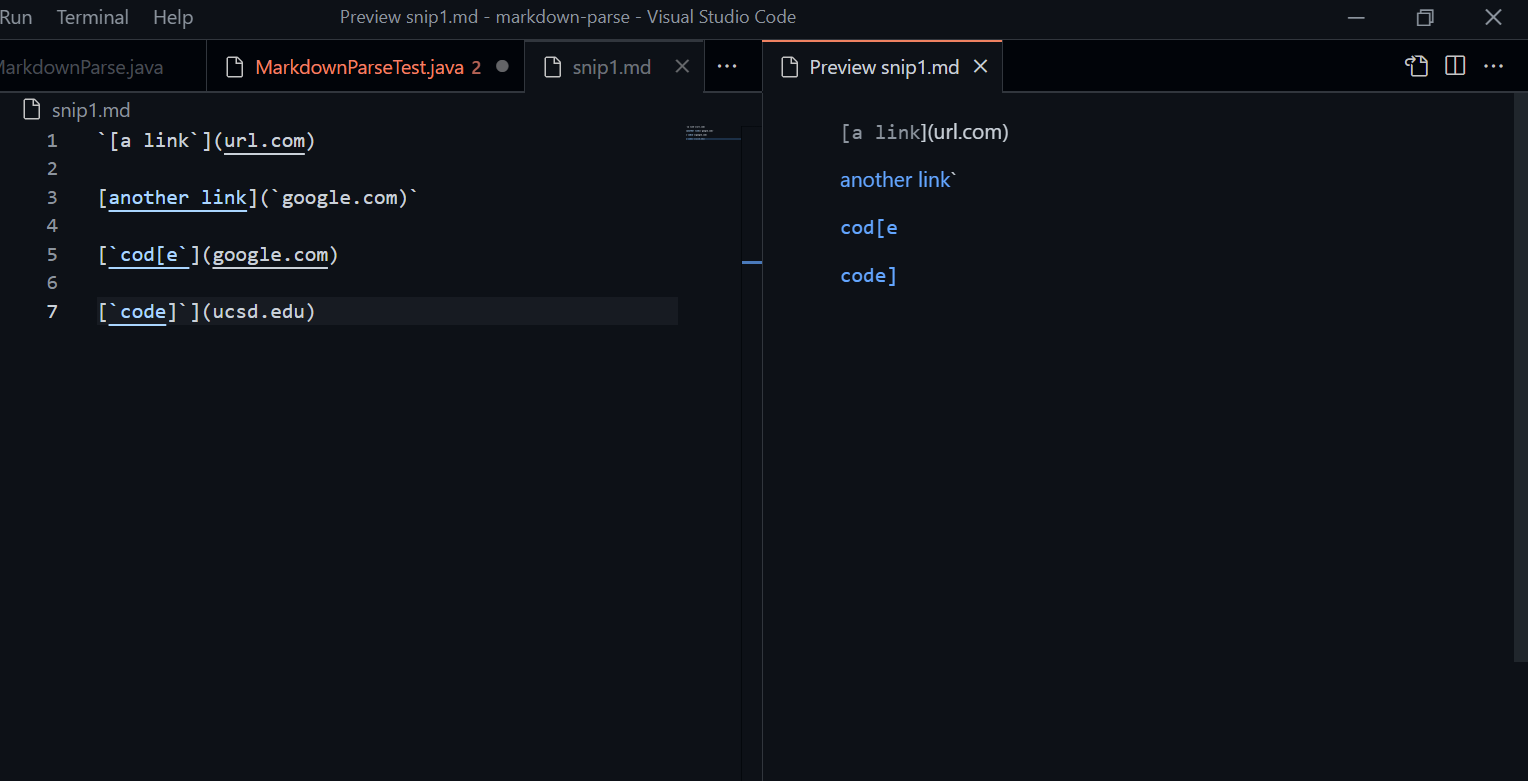 Run Terminal Help Preview snip1.md - markdown-parse - Visual Studio Code
arkdownParse.java MarkdownParseTest.java 2 snip1.md Preview snip1.md
snip1.md
1 `[a link`](url.com)
2
3 [another link](`google.com)`
4
5 [`cod[e`](google.com)
6
7 [`code]`](ucsd.edu)
[a link](url.com)
another link`
cod[e
code]